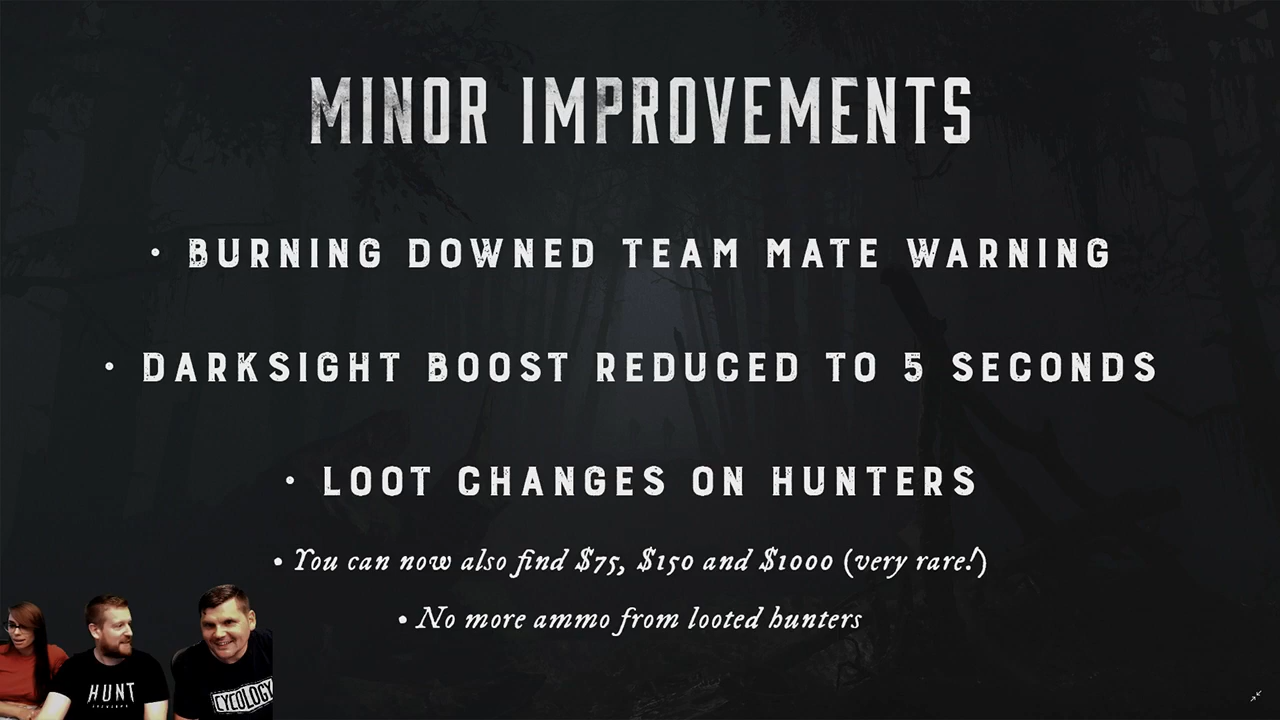 MINOR IMPROVEMENTS
• BURNING DOWNED TEAM MATE WARNING
• DARKSIGHT BOOST REDUCED TO 5 SECONDS
• LOOT CHANGES ON HUNTERS
• You can now also find $75, $150 and $1000 (very rare!)
• No more ammo from looted hunters
HUNT
CYCOLOGY